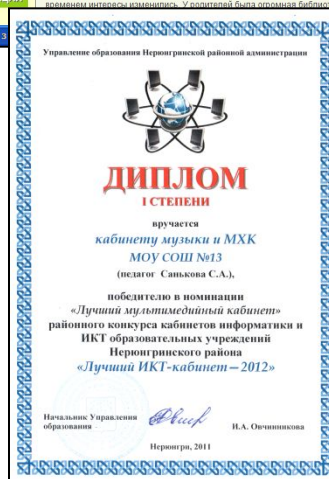 временем интересы изменились. У родителей была огромная библиот
3
Управление образования Нерюнгринской районной администрации
ДИПЛОМ
I СТЕПЕНИ
вручается
кабинету музыки и МХК
МОУ СОШ №13
(педагог Санькова С.А.),
победителю в номинации
«Лучший мультимедийный кабинет»
районного конкурса кабинетов информатики и
ИКТ образовательных учреждений
Нерюнгринского района
«Лучший ИКТ-кабинет – 2012»
Начальник Управления
образования
И.А. Овчинникова
Нерюнгри, 2011